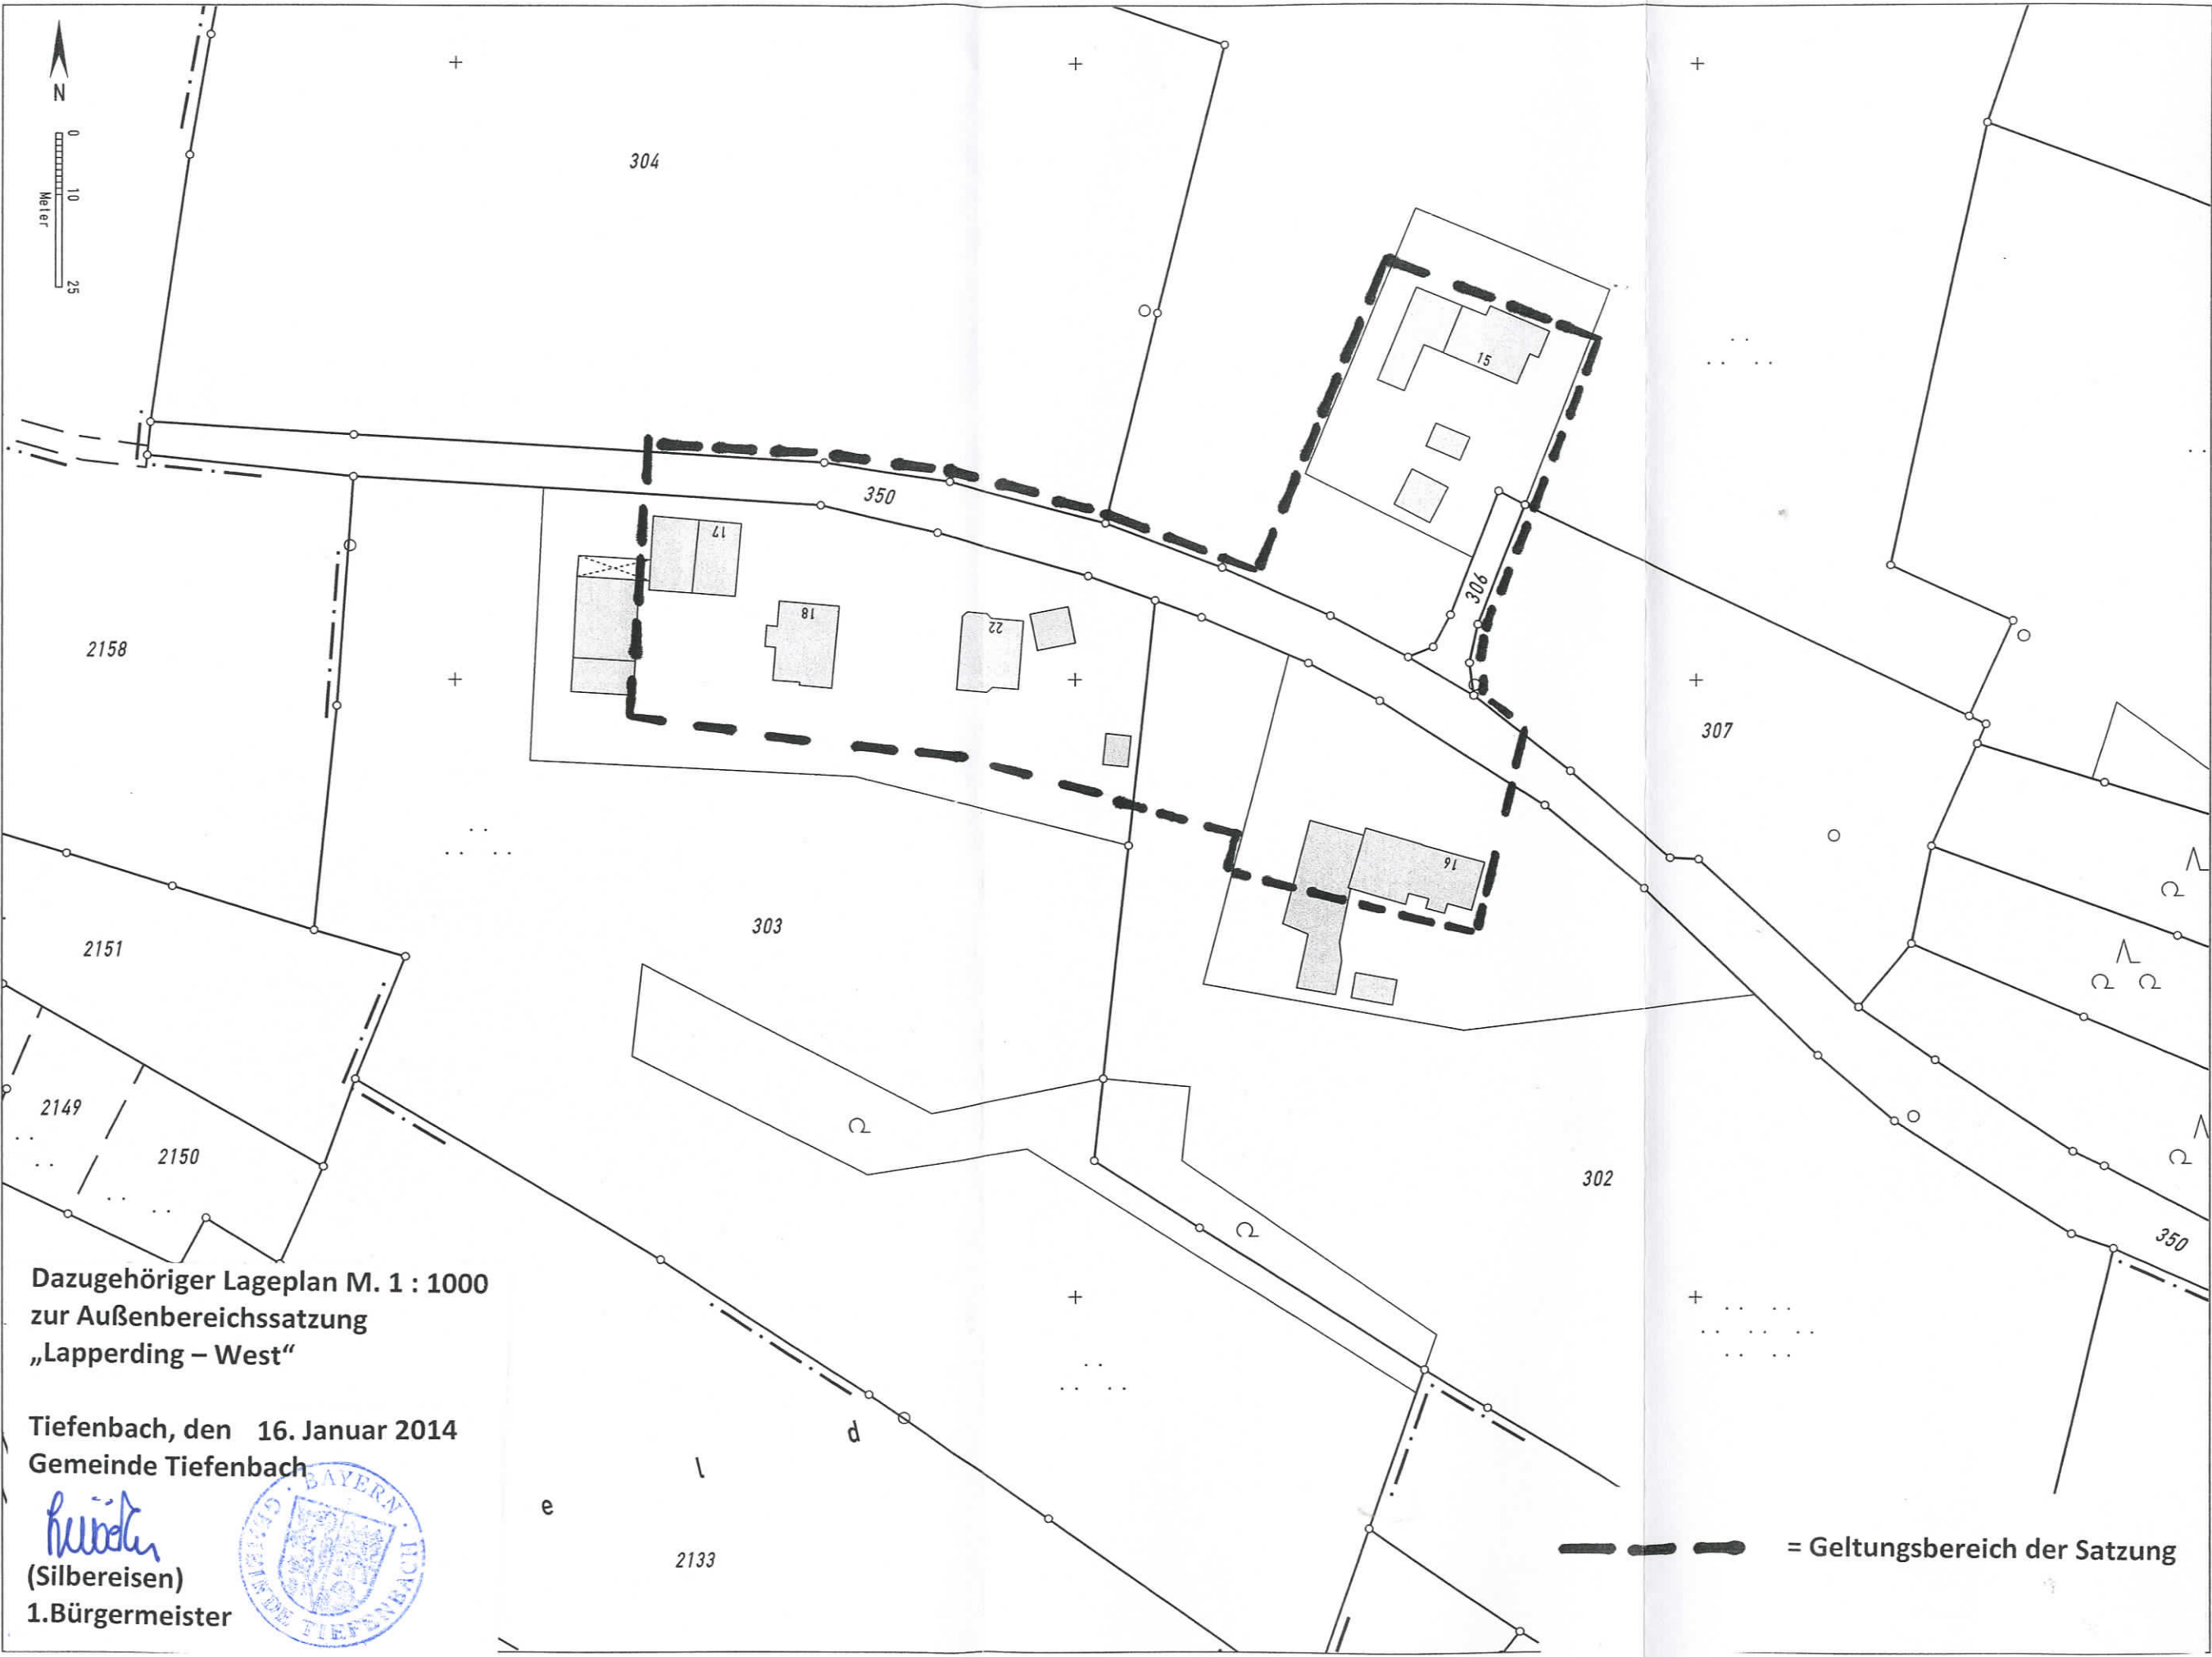 N
0
10
25
Meter
304
15
350
17
306
18
22
2158
307
16
303
2151
2149
2150
302
350
Dazugehöriger Lageplan M. 1 : 1000
zur Außenbereichssatzung
„Lapperding – West“
Tiefenbach, den 16. Januar 2014
Gemeinde Tiefenbach
(Silbereisen)
1.Bürgermeister
BAYERN
GEMEINDE TIEFENBACH
e l d
2133
= Geltungsbereich der Satzung